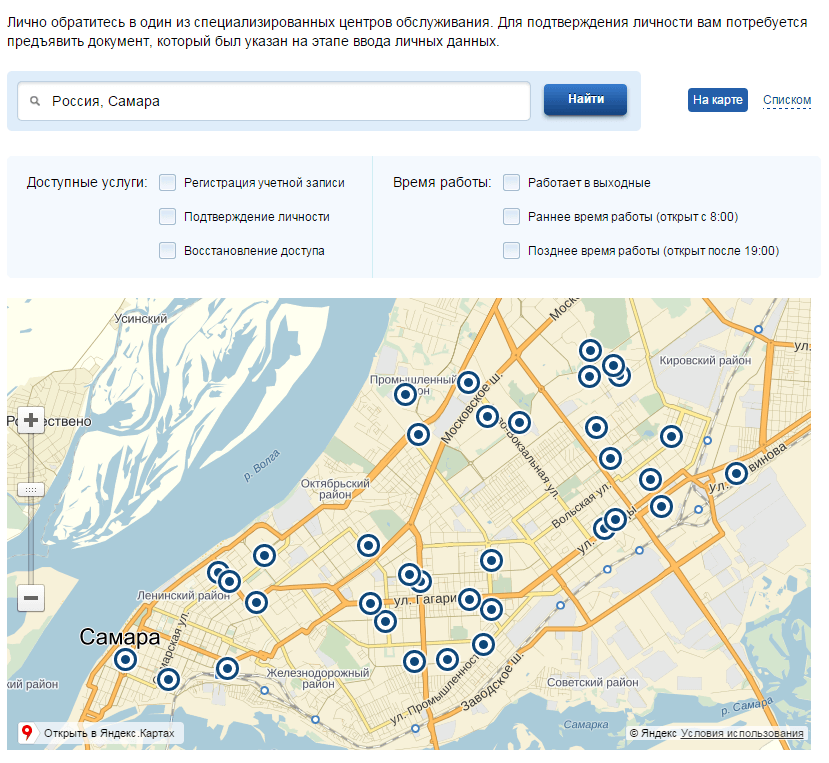 Лично обратитесь в один из специализированных центров обслуживания. Для подтверждения личности вам потребуется
предъявить документ, который был указан на этапе ввода личных данных.
Россия, Самара
Найти
На карте
Списком
Доступные услуги:
Регистрация учетной записи
Подтверждение личности
Восстановление доступа
Время работы:
Работает в выходные
Раннее время работы (открыт с 8:00)
Позднее время работы (открыт после 19:00)
Усинский
Кировский район
Промышленный
Московское ш.
р. Волга
Октябрьский
район
Вольская ул.
Ленинский район
Самара
Железнодорожный
район
Заводское ш.
Советский район
Самарка
р. Самара
Открыть в Яндекс.Картах
© Яндекс Условия использования